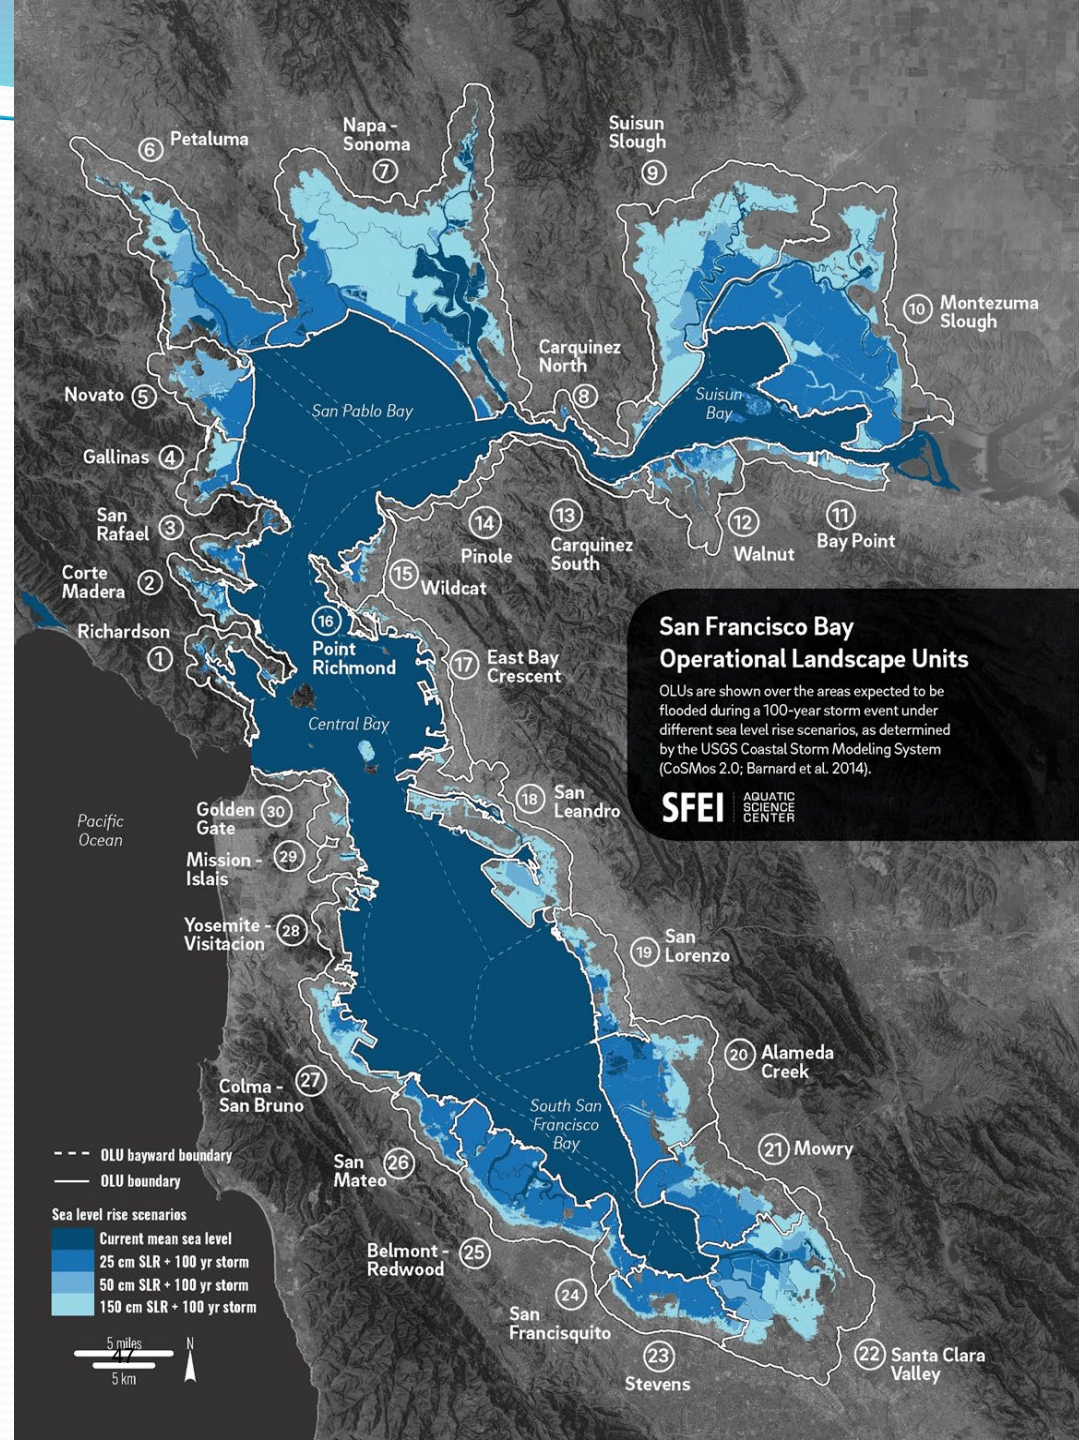 6 Petaluma
Napa -
Sonoma
7
Suisun
Slough
9
10 Montezuma
Slough
Carquinez
North
8
Suisun
Bay
San Pablo Bay
Novato 5
Gallinas 4
San
Rafael 3
Corte
Madera 2
Richardson
1
14
Pinole
13
Carquinez
South
12
Walnut
11
Bay Point
15
Wildcat
16
Point
Richmond
17 East Bay
Crescent
Central Bay
San Francisco Bay
Operational Landscape Units
OLUs are shown over the areas expected to be
flooded during a 100-year storm event under
different sea level rise scenarios, as determined
by the USGS Coastal Storm Modeling System
(CoSMos 2.0; Barnard et al. 2014).
SFEI
AQUATIC
SCIENCE
CENTER
Pacific
Ocean
Golden
Gate 30
Mission -
Islais 29
Yosemite -
Visitacion 28
18 San
Leandro
19 San
Lorenzo
20 Alameda
Creek
21 Mowry
Colma -
San Bruno 27
South San
Francisco
Bay
San
Mateo 26
Belmont -
Redwood 25
24
San
Francisquito
23
Stevens
22 Santa Clara
Valley
OLU bayward boundary
OLU boundary
Sea level rise scenarios
Current mean sea level
25 cm SLR + 100 yr storm
50 cm SLR + 100 yr storm
150 cm SLR + 100 yr storm
5 miles
47
5 km
N